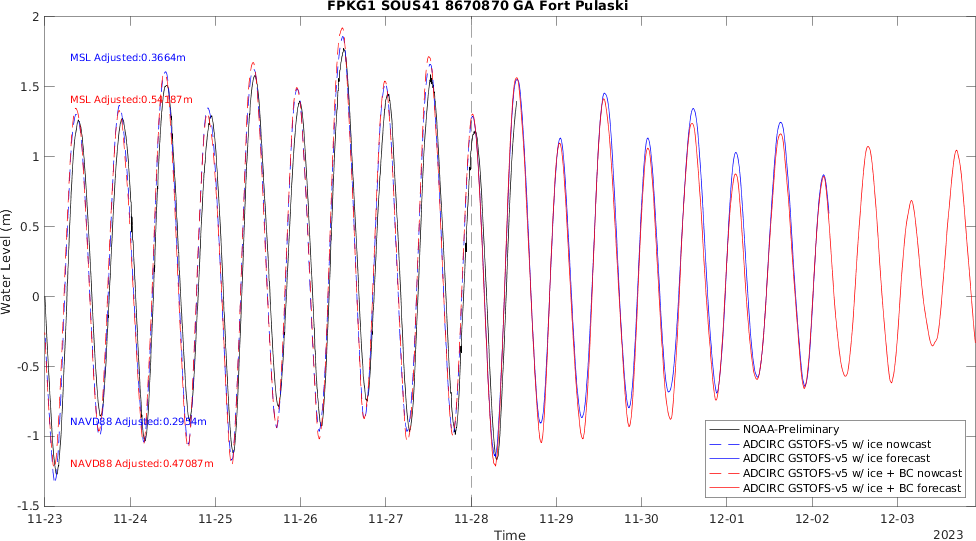 FPKG1 SOUS41 8670870 GA Fort Pulaski
2
1.5
1
0.5
0
-0.5
-1
-1.5
Water Level (m)
MSL Adjusted:0.3664m
MSL Adjusted:0.54187m
NAVD88 Adjusted:0.2954m
NAVD88 Adjusted:0.47087m
NOAA-Preliminary
ADCIRC GSTOFS-v5 w/ ice nowcast
ADCIRC GSTOFS-v5 w/ ice forecast
ADCIRC GSTOFS-v5 w/ ice + BC nowcast
ADCIRC GSTOFS-v5 w/ ice + BC forecast
11-23 11-24 11-25 11-26 11-27 11-28 11-29 11-30 12-01 12-02 12-03
Time
2023